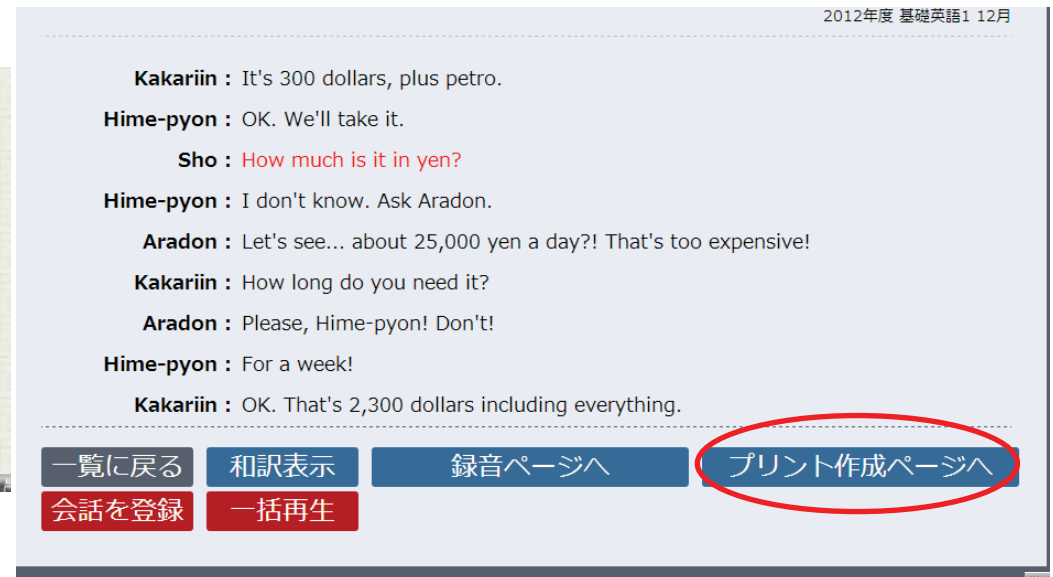 2012年度 基礎英語1 12月
Kakariin : It's 300 dollars, plus petro.
Hime-pyon : OK. We'll take it.
Sho : How much is it in yen?
Hime-pyon : I don't know. Ask Aradon.
Aradon : Let's see... about 25,000 yen a day?! That's too expensive!
Kakariin : How long do you need it?
Aradon : Please, Hime-pyon! Don't!
Hime-pyon : For a week!
Kakariin : OK. That's 2,300 dollars including everything.
一覧に戻る 和訳表示 録音ページへ プリント作成ページへ
会話を登録 一括再生